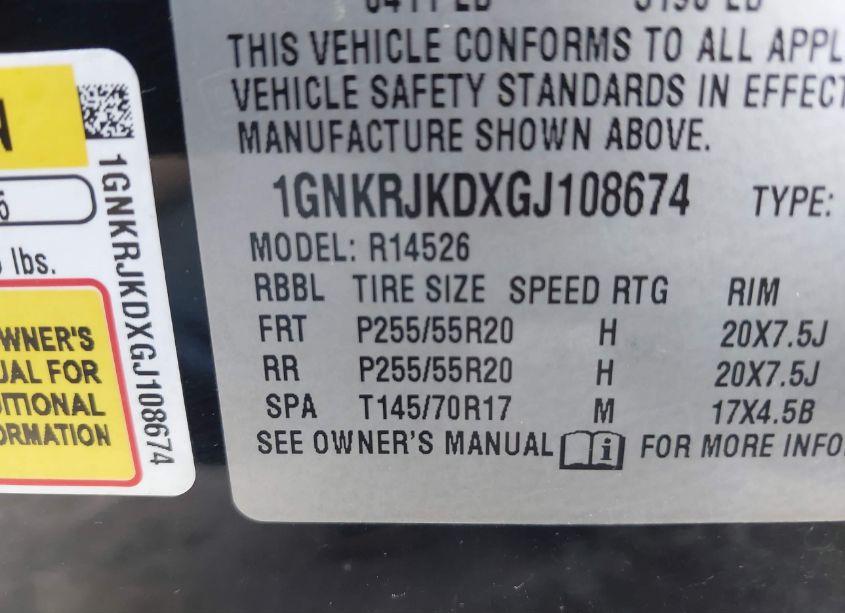 THIS VEHICLE CONFORMS TO ALL APPL
VEHICLE SAFETY STANDARDS IN EFFECT
MANUFACTURE SHOWN ABOVE.
1GNKRJKDXGJ108674 TYPE:
MODEL: R14526
RBBL TIRE SIZE SPEED RTG RIM
FRT P255/55R20 H 20X7.5J
RR P255/55R20 H 20X7.5J
SPA T145/70R17 M 17X4.5B
SEE OWNER'S MANUAL FOR MORE INFO
N
lbs.
OWNER'S
UAL FOR
DITIONAL
ORMATION
1GNKRJKDXGJ108674